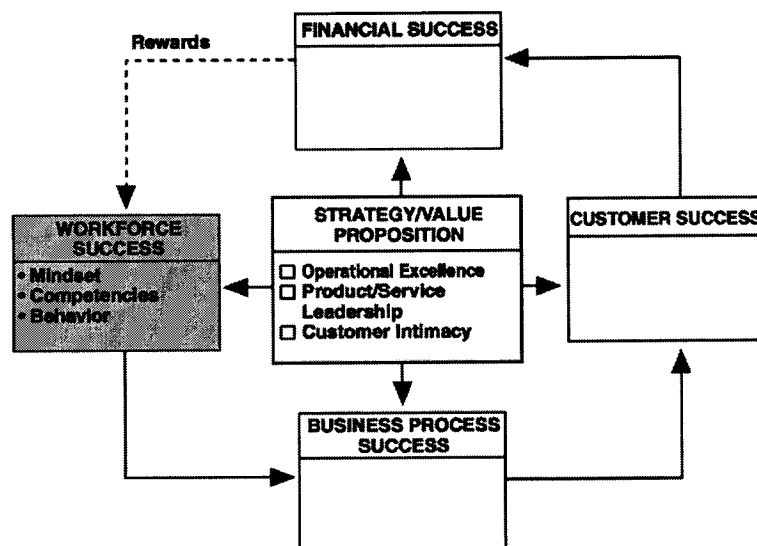 Rewards
FINANCIAL SUCCESS
WORKFORCE
SUCCESS
• Mindset
• Competencies
• Behavior
STRATEGY/VALUE
PROPOSITION
☐ Operational Excellence
☐ Product/Service
Leadership
☐ Customer Intimacy
CUSTOMER SUCCESS
BUSINESS PROCESS
SUCCESS